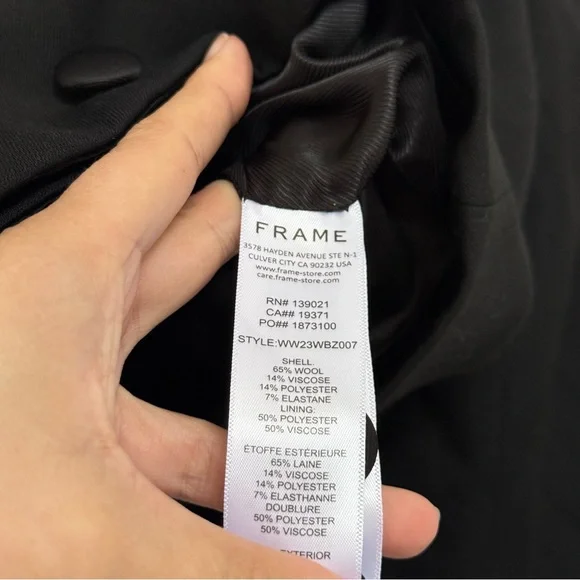 FRAME
3578 HAYDEN AVENUE STE N-1
CULVER CITY CA 90232 USA
www.frame-store.com
care.frame-store.com
RN# 139021
CA## 19371
PO## 1873100
STYLE:WW23WBZ007
SHELL:
65% WOOL
14% VISCOSE
14% POLYESTER
7% ELASTANE
LINING:
50% POLYESTER
50% VISCOSE
ÉTOFFE EXTÉRIEURE
65% LAINE
14% VISCOSE
14% POLYESTER
7% ELASTHANNE
DOUBLURE
50% POLYESTER
50% VISCOSE
EXTERIOR